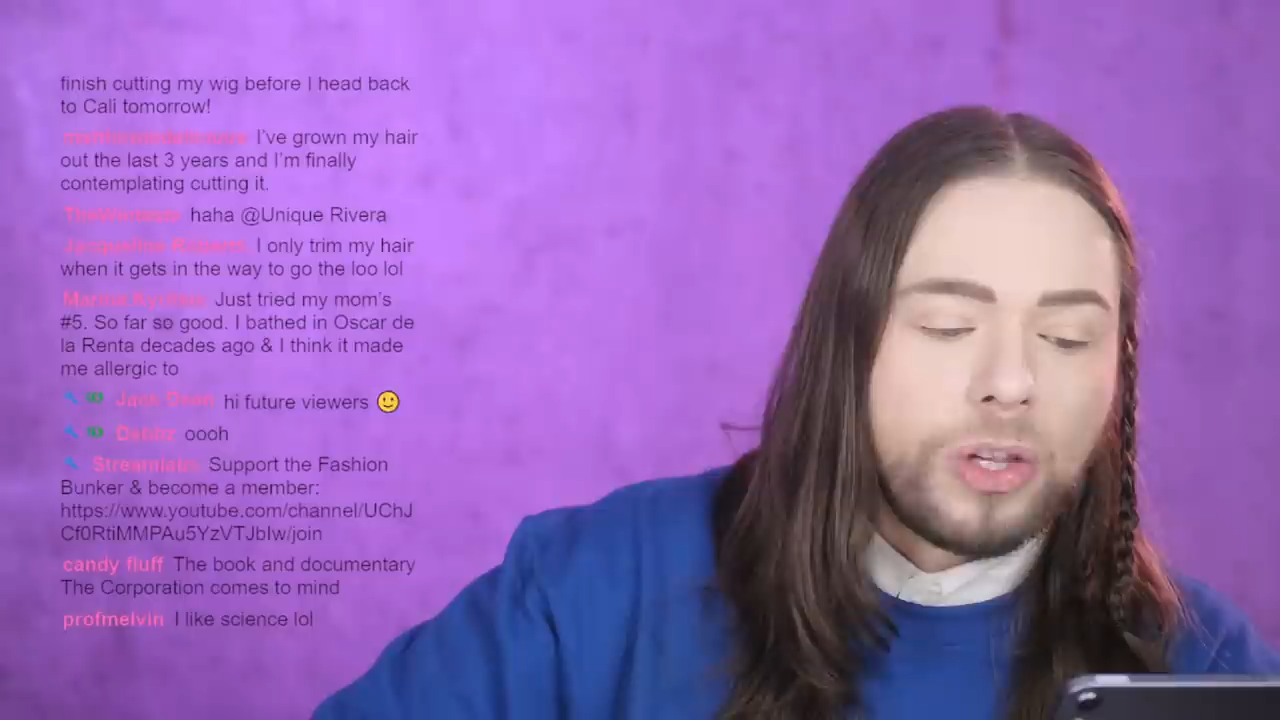 finish cutting my wig before I head back
to Cali tomorrow!
I've grown my hair
out the last 3 years and I'm finally
contemplating cutting it.
haha @Unique Rivera
Jacqueline Roberts I only trim my hair
when it gets in the way to go the loo lol
Just tried my mom's
#5. So far so good. I bathed in Oscar de
la Renta decades ago & I think it made
me allergic to
hi future viewers 🙂
Debbz oooh
Streamlabs Support the Fashion
Bunker & become a member:
https://www.youtube.com/channel/UChJ
Cf0RtiMMPAu5YzVTJbIw/join
candy fluff The book and documentary
The Corporation comes to mind
profmelvin I like science lol